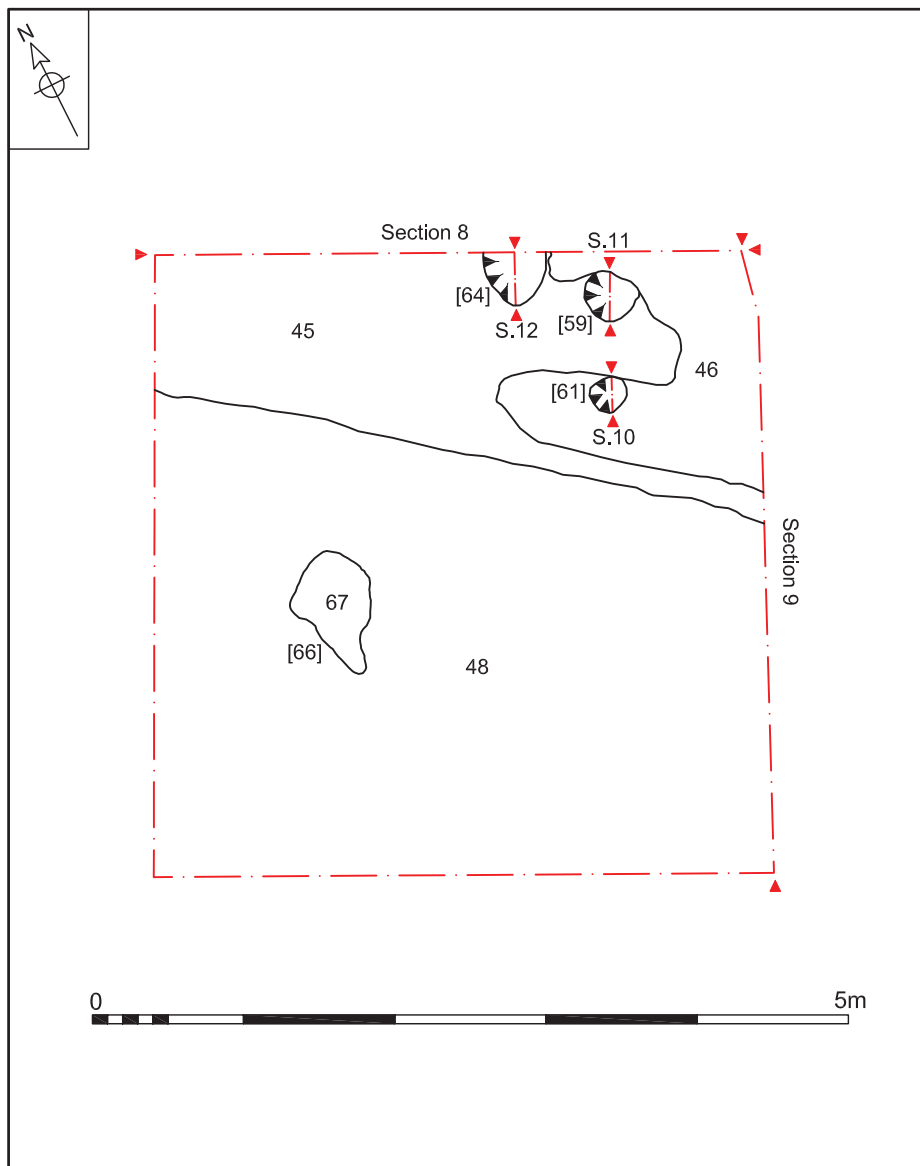 N
Section 8
S.11
[64]
[59]
S.12
45
46
[61]
S.10
Section 9
67
[66]
48
0
5m